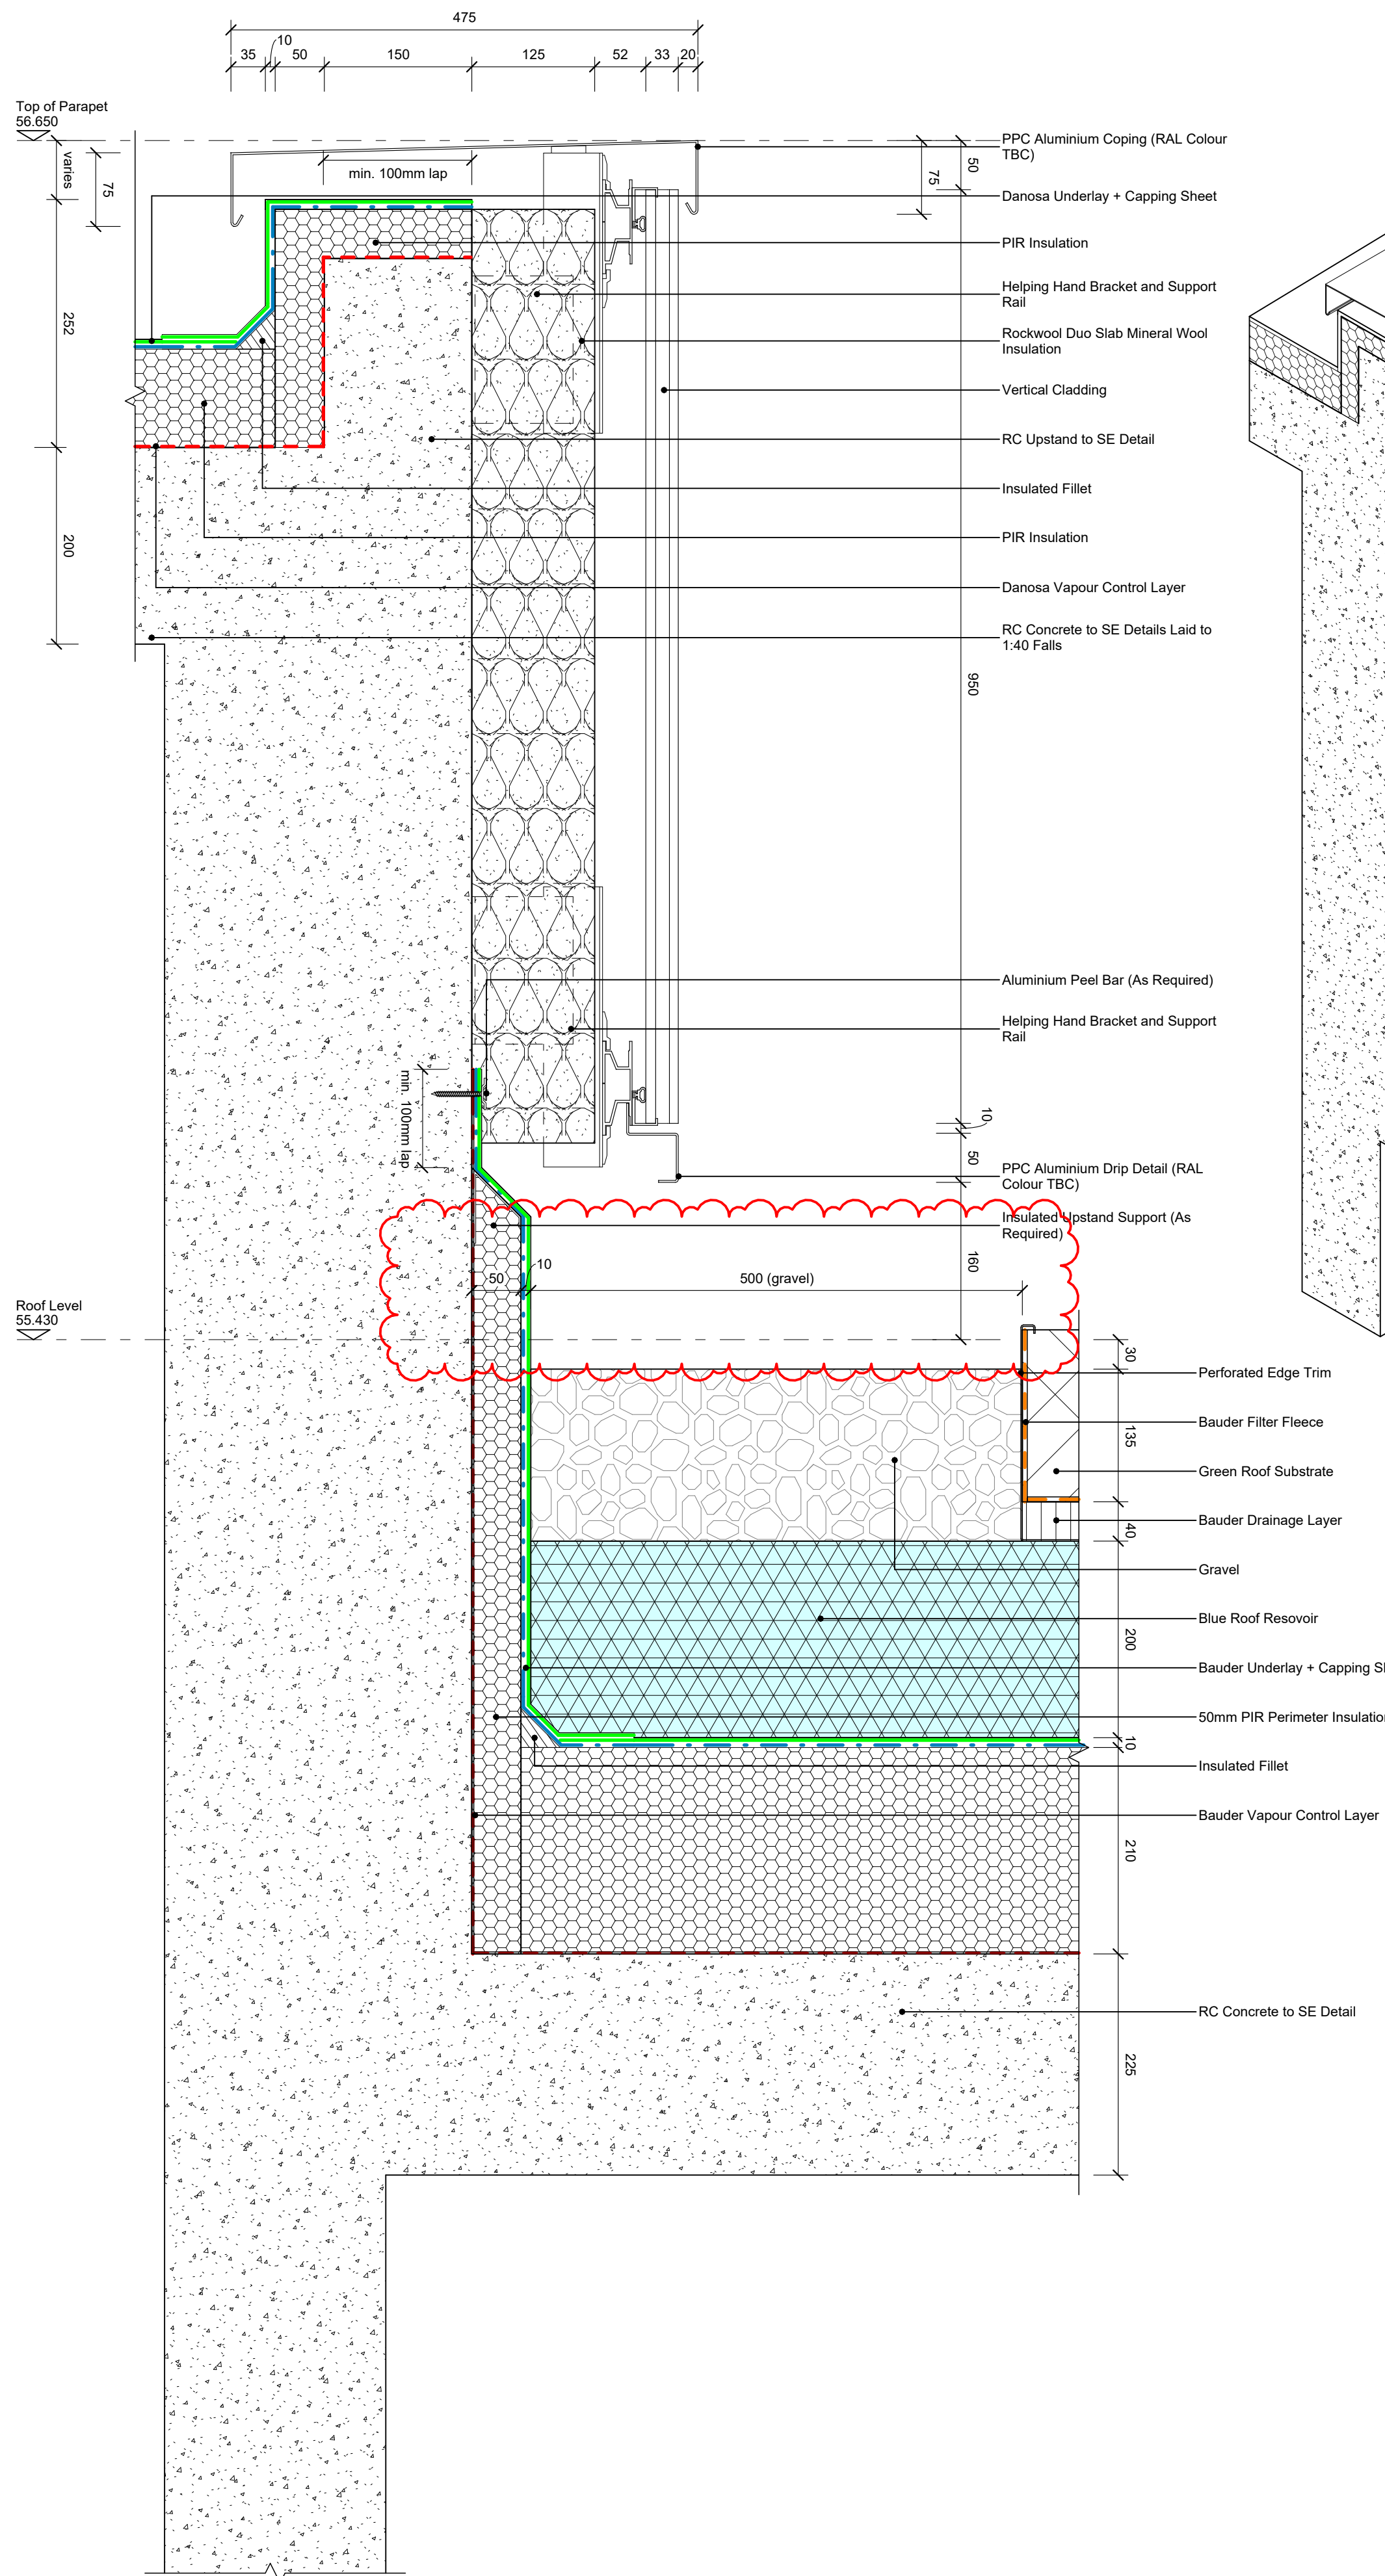 475
35
10
50
150
125
52
33
20
Top of Parapet
56.650
varies
75
252
200
min. 100mm lap
50
75
PPC Aluminium Coping (RAL Colour
TBC)
Danosa Underlay + Capping Sheet
PIR Insulation
Helping Hand Bracket and Support
Rail
Rockwool Duo Slab Mineral Wool
Insulation
Vertical Cladding
RC Upstand to SE Detail
Insulated Fillet
PIR Insulation
Danosa Vapour Control Layer
RC Concrete to SE Details Laid to
1:40 Falls
950
Aluminium Peel Bar (As Required)
Helping Hand Bracket and Support
Rail
min. 100mm lap
10
50
PPC Aluminium Drip Detail (RAL
Colour TBC)
Insulated Upstand Support (As
Required)
160
50
10
500 (gravel)
Roof Level
55.430
30
Perforated Edge Trim
Bauder Filter Fleece
135
Green Roof Substrate
Bauder Drainage Layer
40
Gravel
Blue Roof Resovoir
200
Bauder Underlay + Capping
50mm PIR Perimeter Insulation
10
Insulated Fillet
Bauder Vapour Control Layer
210
RC Concrete to SE Detail
225